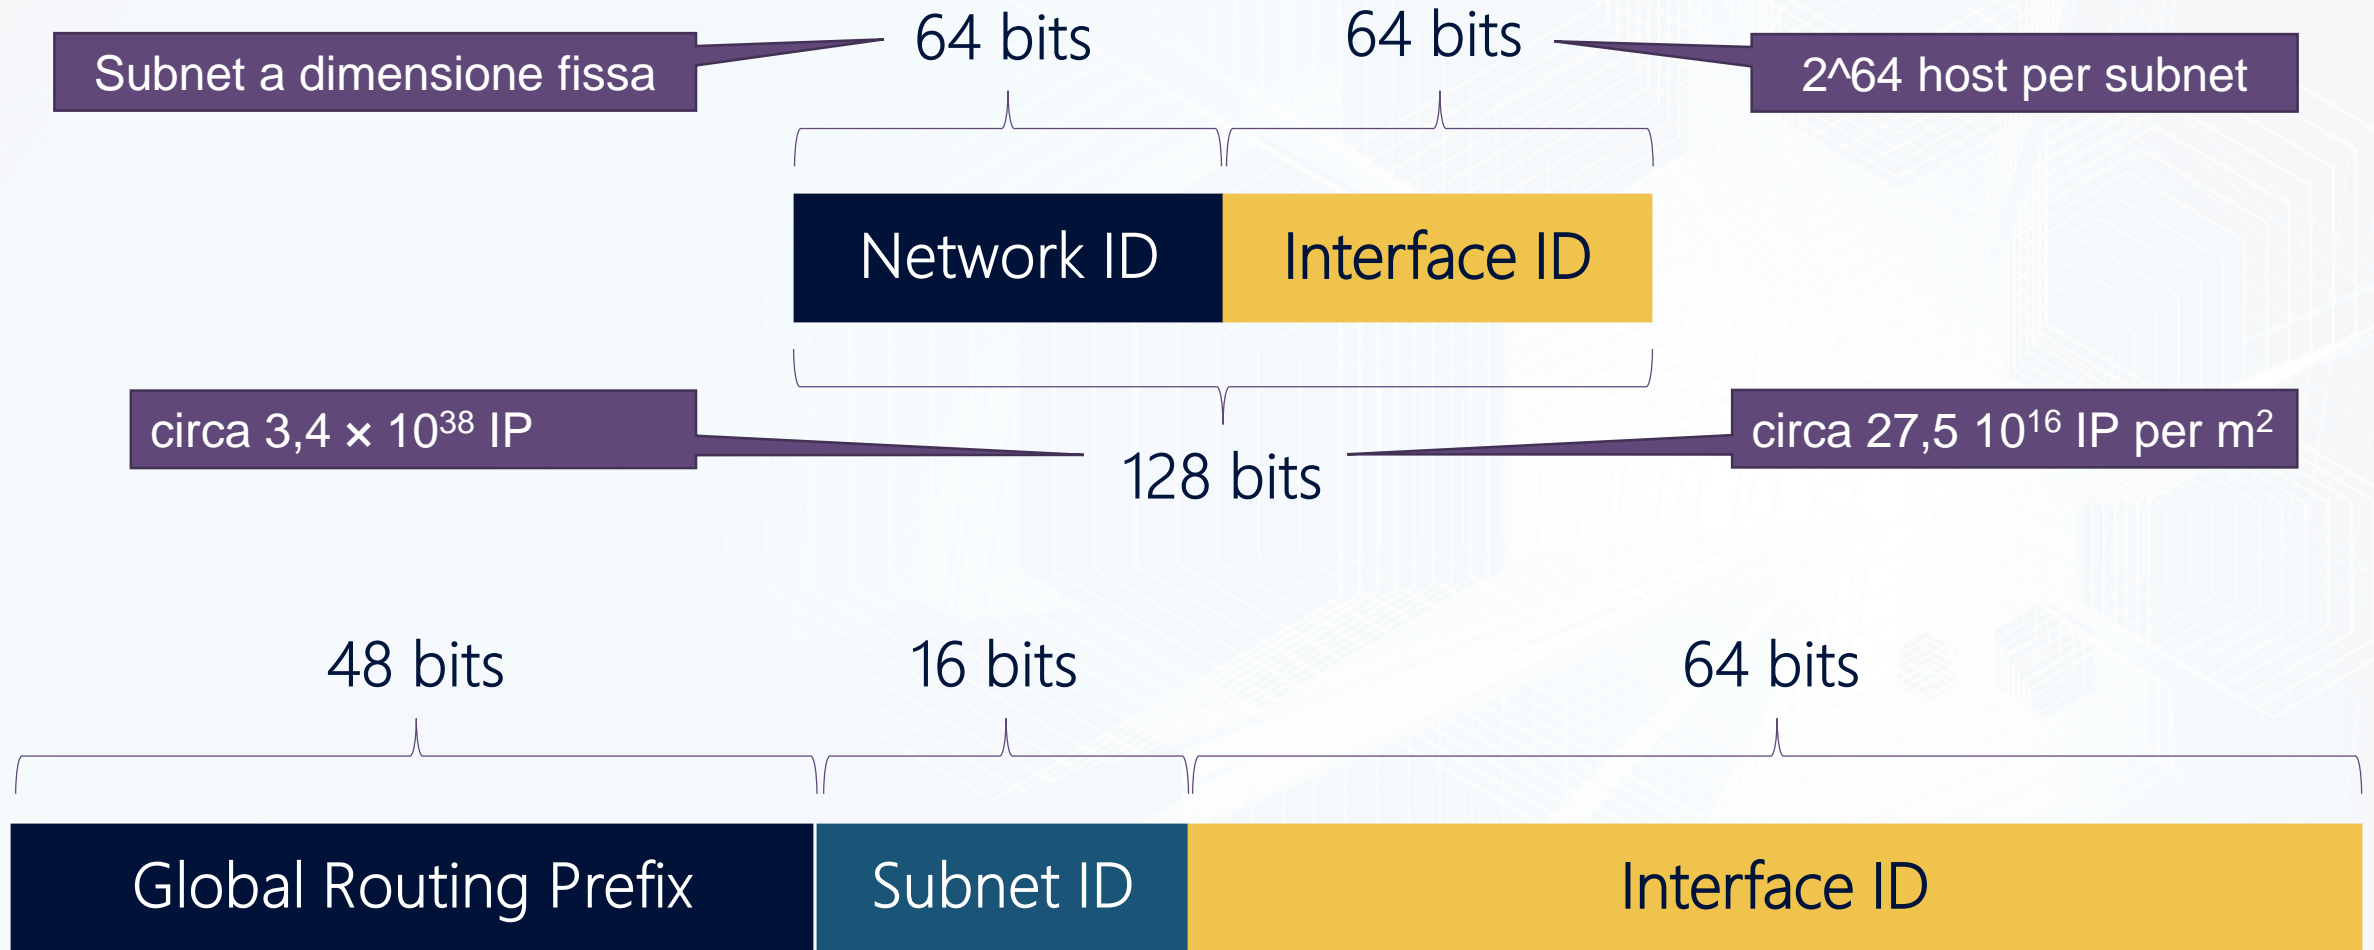 64 bits
64 bits
Subnet a dimensione fissa
2^64 host per subnet
Network ID
Interface ID
circa 3,4 × 10³⁸ IP
circa 27,5 10¹⁶ IP per m²
128 bits
48 bits
16 bits
64 bits
Global Routing Prefix
Subnet ID
Interface ID